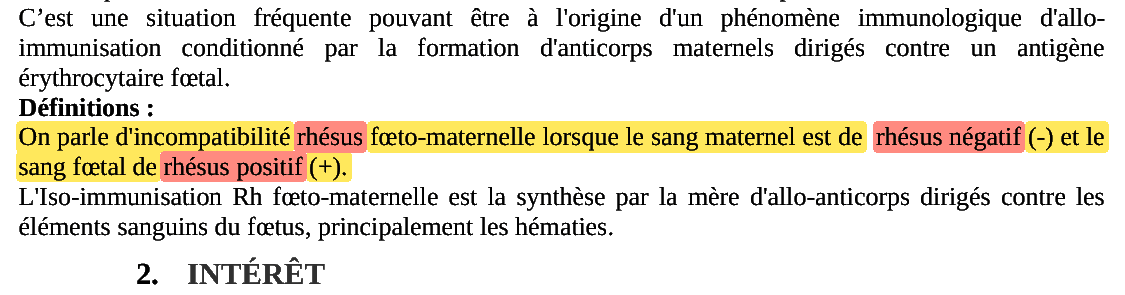 C’est une situation fréquente pouvant être à l'origine d'un phénomène immunologique d'allo-
immunisation conditionné par la formation d'anticorps maternels dirigés contre un antigène
érythrocytaire fœtal.
Définitions :
On parle d'incompatibilité rhésus fœto-maternelle lorsque le sang maternel est de rhésus négatif (-) et le
sang fœtal de rhésus positif (+).
L'Iso-immunisation Rh fœto-maternelle est la synthèse par la mère d'allo-anticorps dirigés contre les
éléments sanguins du fœtus, principalement les hématies.
2. INTÉRÊT